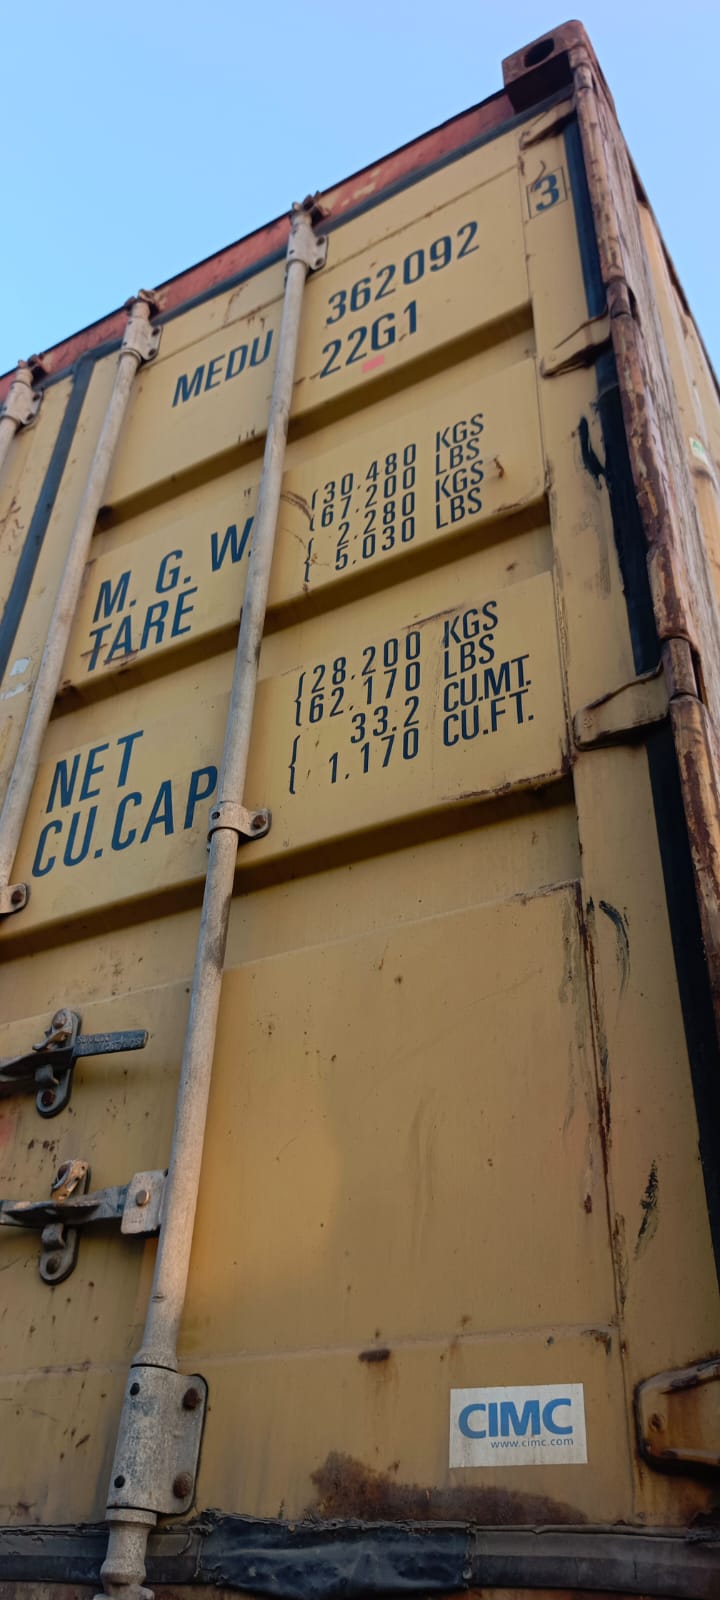 MEDU 362092 3
22G1
M. G. W. 30.480 KGS
67.200 LBS
TARE 2.280 KGS
5.030 LBS
NET 28.200 KGS
62.170 LBS
CU.CAP 33.2 CU.MT.
1.170 CU.FT.
CIMC
www.cimc.com